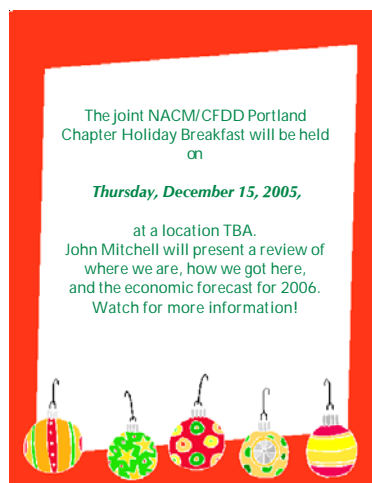 The joint NACM/CFDD Portland
Chapter Holiday Breakfast will be held
on
Thursday, December 15, 2005,
at a location TBA.
John Mitchell will present a review of
where we are, how we got here,
and the economic forecast for 2006.
Watch for more information!